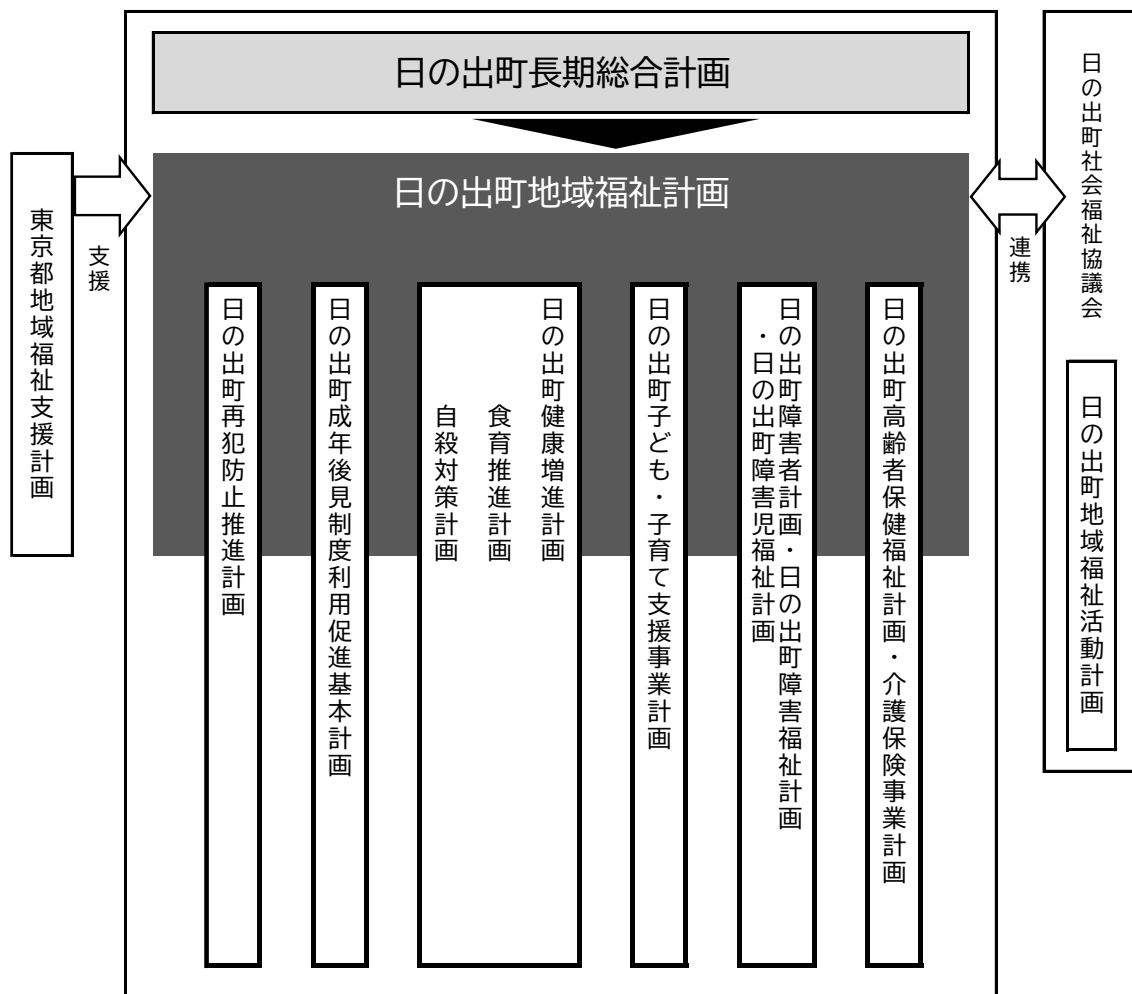 日の出町長期総合計画
日の出町地域福祉計画
東京都地域福祉支援計画
支援
連携
日の出町社会福祉協議会
日の出町地域福祉活動計画
日の出町高齢者保健福祉計画・介護保険事業計画
日の出町障害者計画・日の出町障害福祉計画
・日の出町障害児福祉計画
日の出町子ども・子育て支援事業計画
日の出町健康増進計画
食育推進計画
自殺対策計画
日の出町成年後見制度利用促進基本計画
日の出町再犯防止推進計画